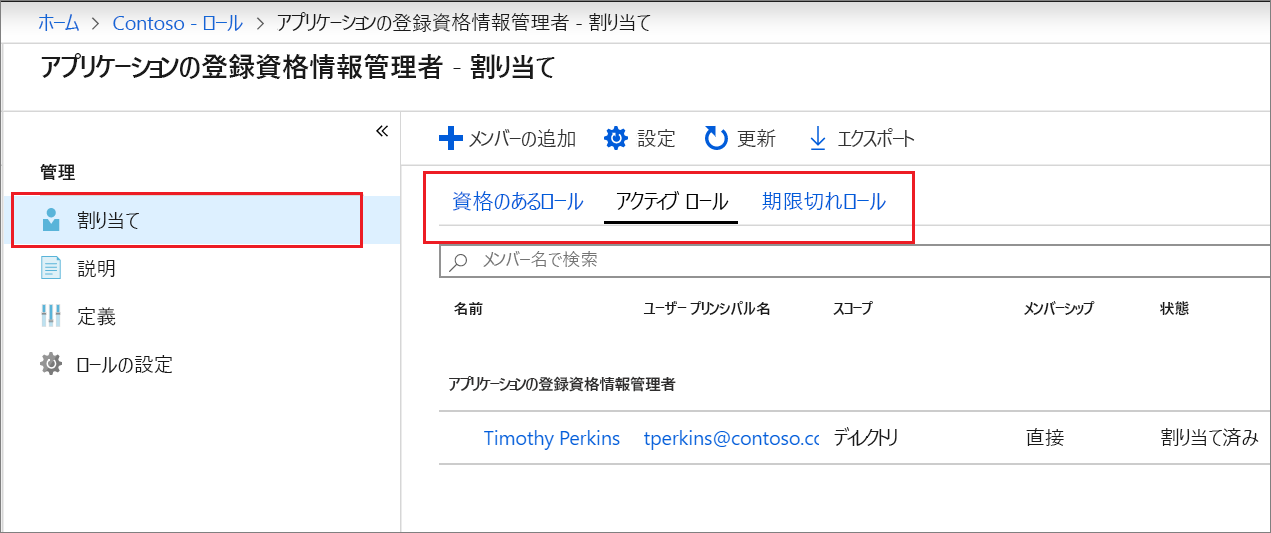 ホーム > Contoso - ロール > アプリケーションの登録資格情報管理者 - 割り当て
アプリケーションの登録資格情報管理者 - 割り当て
«
管理
割り当て
説明
定義
ロールの設定
メンバーの追加 設定 更新 エクスポート
資格のあるロール アクティブ ロール 期限切れロール
メンバー名で検索
名前 ユーザー プリンシパル名 スコープ メンバーシップ 状態
アプリケーションの登録資格情報管理者
Timothy Perkins tperkins@contoso.cc ディレクトリ 直接 割り当て済み